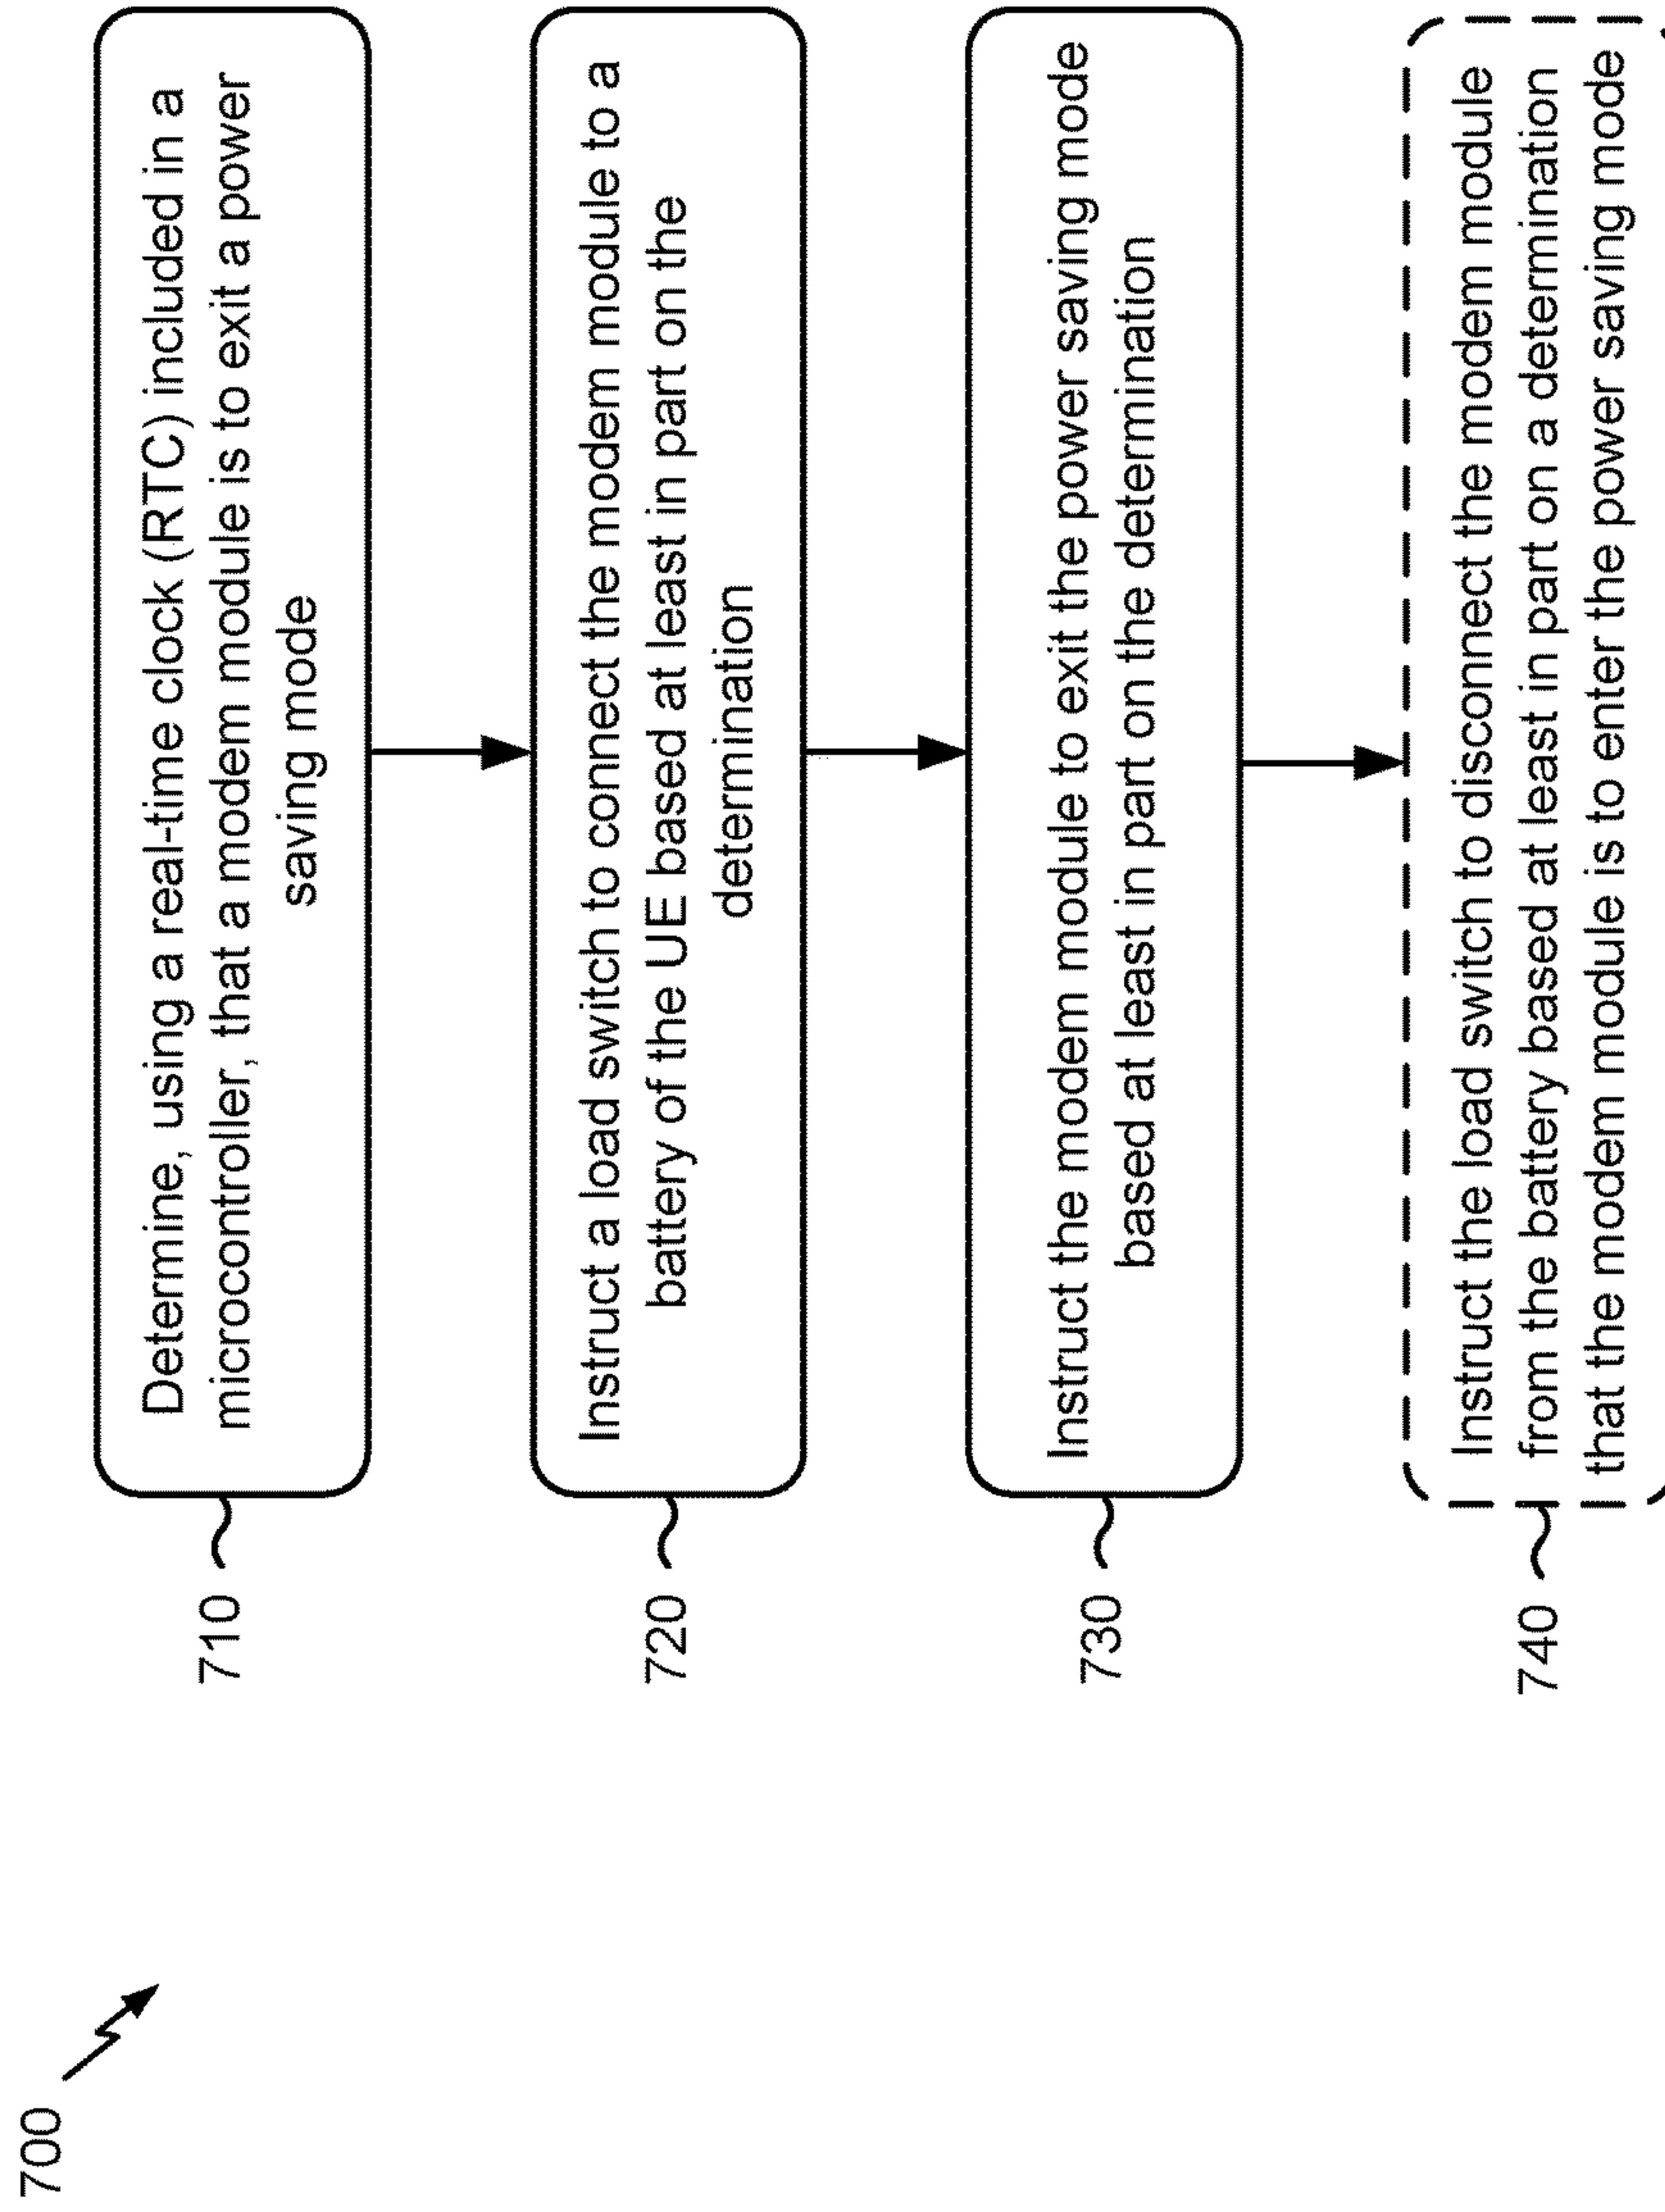 700
710
Determine, using a real-time clock (RTC) included in a
microcontroller, that a modem module is to exit a power
saving mode
720
Instruct a load switch to connect the modem module to a
battery of the UE based at least in part on the
determination
730
Instruct the modem module to exit the power saving mode
based at least in part on the determination
740
Instruct the load switch to disconnect the modem module
from the battery based at least in part on a determination
that the modem module is to enter the power saving mode